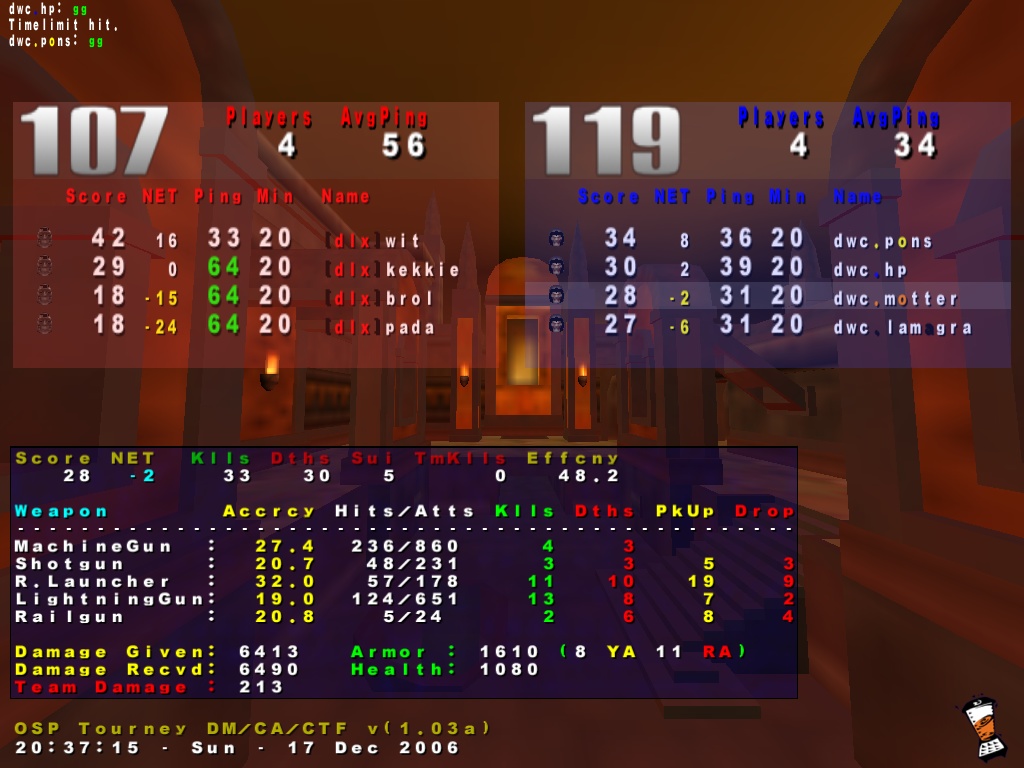 dwc.hp: gg
Timelimit hit.
dwc.pons: gg
107 Players AvgPing
4 56
Score NET Ping Min Name
42 16 33 20 [dlx]wit
29 0 64 20 [dlx]kekkie
18 -15 64 20 [dlx]brol
18 -24 64 20 [dlx]pada
119 Players AvgPing
4 34
Score NET Ping Min Name
34 8 36 20 dwc.pons
30 2 39 20 dwc.hp
28 -2 31 20 dwc.motter
27 -6 31 20 dwc.lamagra
Score NET Klls Dths Sui TmKlls Effcny
28 -2 33 30 5 0 48.2
Weapon Accrcy Hits/Atts Klls Dths PkUp Drop
MachineGun : 27.4 236/860 4 3
Shotgun : 20.7 48/231 3 3 5 3
R.Launcher : 32.0 57/178 11 10 19 9
LightningGun: 19.0 124/651 13 8 7 2
Railgun : 20.8 5/24 2 6 8 4
Damage Given: 6413 Armor : 1610 (8 YA 11 RA)
Damage Recvd: 6490 Health: 1080
Team Damage : 213
OSP Tourney DM/CA/CTF v(1.03a)
20:37:15 - Sun - 17 Dec 2006